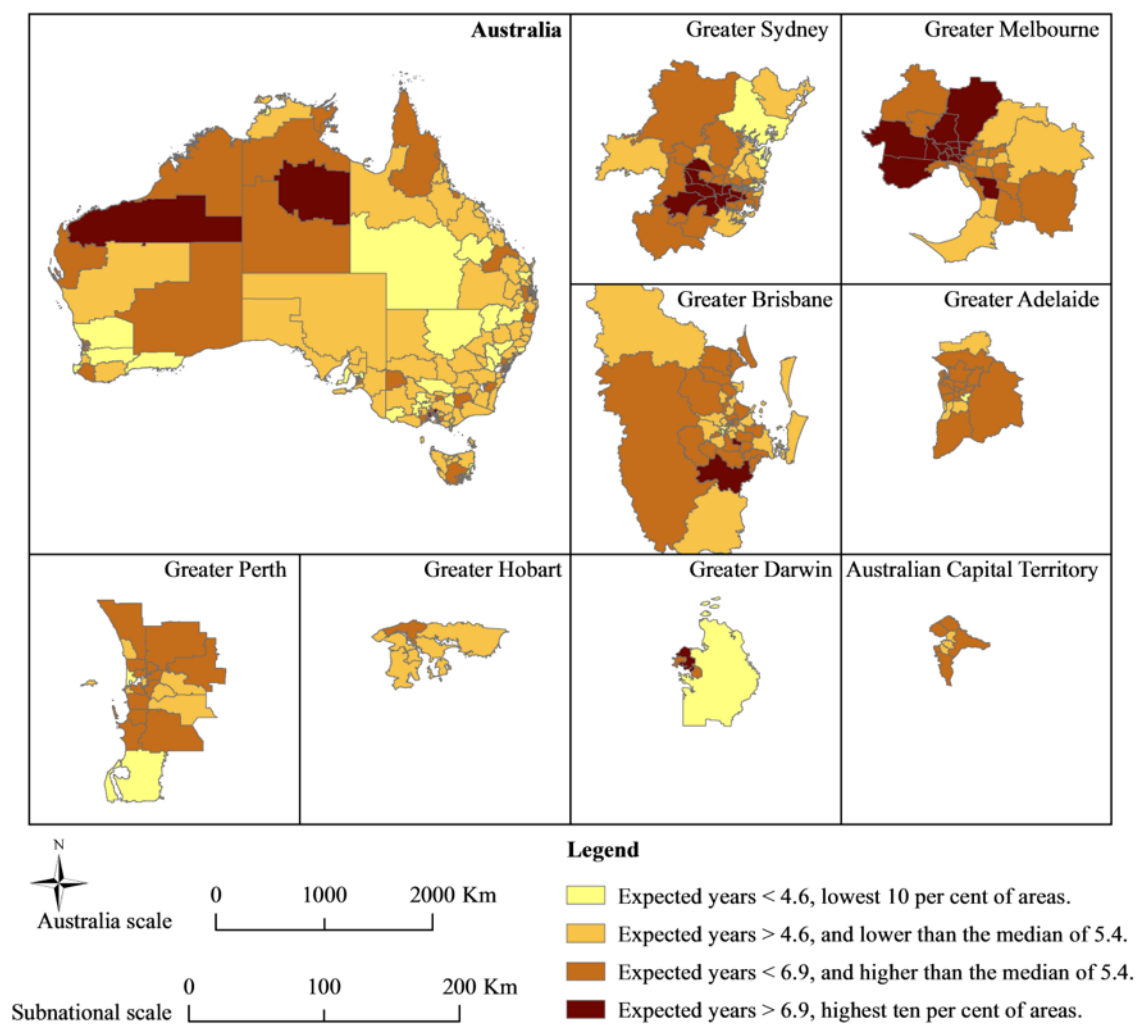 Australia
Greater Sydney
Greater Melbourne
Greater Brisbane
Greater Adelaide
Greater Perth
Greater Hobart
Greater Darwin
Australian Capital Territory
N
0 1000 2000 Km
Australia scale
0 100 200 Km
Subnational scale
Legend
Expected years < 4.6, lowest 10 per cent of areas.
Expected years > 4.6, and lower than the median of 5.4.
Expected years < 6.9, and higher than the median of 5.4.
Expected years > 6.9, highest ten per cent of areas.